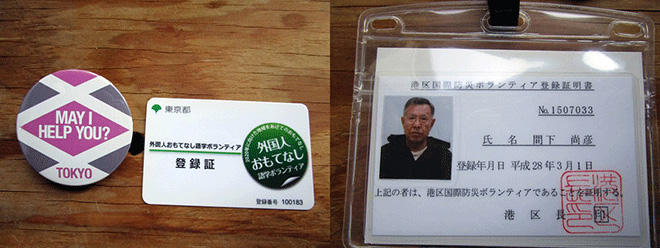 MAY I
HELP YOU?
TOKYO
東京都
外国人おもてなし語学ボランティア
登録証
外国人
おもてなし
語学ボランティア
登録番号 100183
港区国際防災ボランティア登録証明書
№1507033
氏 名 間下 尚彦
登録年月日 平成28年3月1日
上記の者は、港区国際防災ボランティアであることを証明する。
港 区 長 印